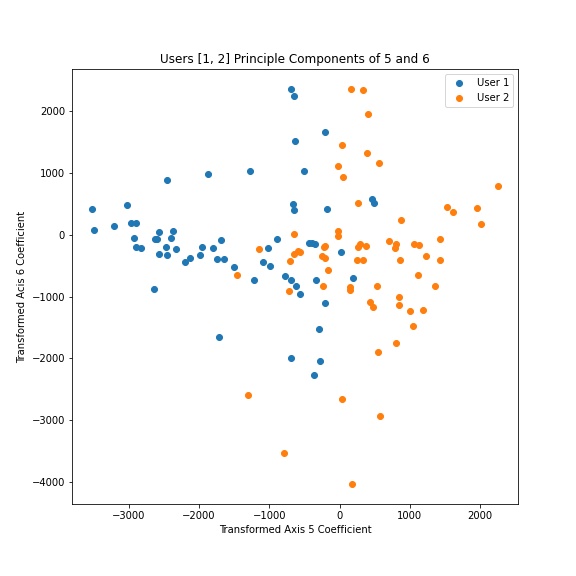 Users [1, 2] Principle Components of 5 and 6
User 1
User 2
2000
1000
0
−1000
−2000
−3000
−4000
Transformed Acis 6 Coefficient
−3000 −2000 −1000 0 1000 2000
Transformed Axis 5 Coefficient